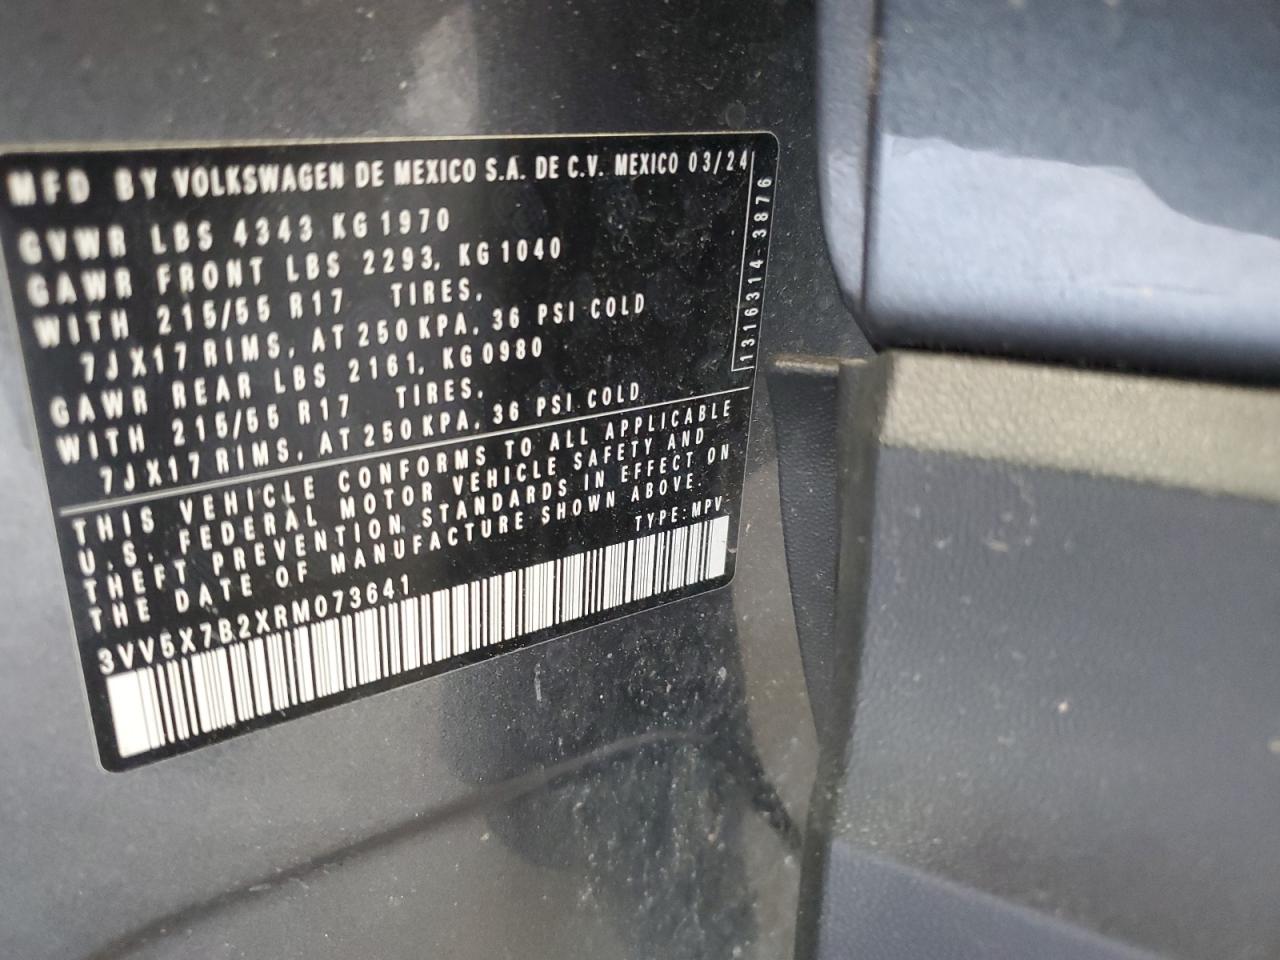 MFD BY VOLKSWAGEN DE MEXICO S.A. DE C.V. MEXICO 03/24
GVWR LBS 4343 KG 1970
GAWR FRONT LBS 2293, KG 1040
WITH 215/55 R17 TIRES,
7JX17 RIMS, AT 250 KPA, 36 PSI COLD
GAWR REAR LBS 2161, KG 0980
WITH 215/55 R17 TIRES,
7JX17 RIMS, AT 250 KPA, 36 PSI COLD
1316314-3876
THIS VEHICLE CONFORMS TO ALL APPLICABLE
U.S. FEDERAL MOTOR VEHICLE SAFETY AND
THEFT PREVENTION STANDARDS IN EFFECT ON
THE DATE OF MANUFACTURE SHOWN ABOVE.
TYPE: MPV
3VV5X7B2XRM073641